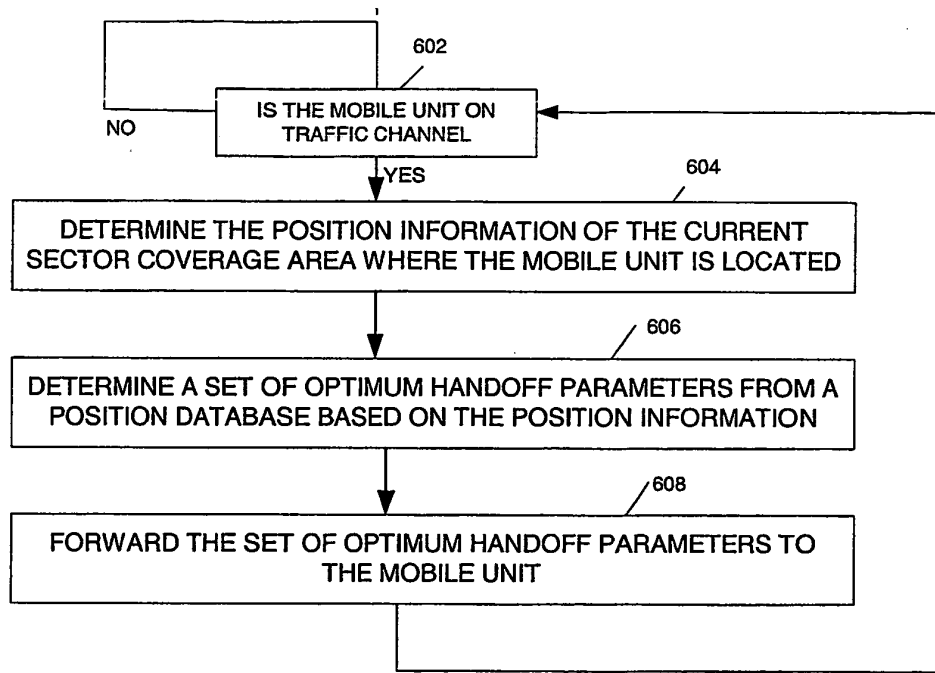 602
IS THE MOBILE UNIT ON
TRAFFIC CHANNEL
NO
YES
604
DETERMINE THE POSITION INFORMATION OF THE CURRENT
SECTOR COVERAGE AREA WHERE THE MOBILE UNIT IS LOCATED
606
DETERMINE A SET OF OPTIMUM HANDOFF PARAMETERS FROM A
POSITION DATABASE BASED ON THE POSITION INFORMATION
608
FORWARD THE SET OF OPTIMUM HANDOFF PARAMETERS TO
THE MOBILE UNIT